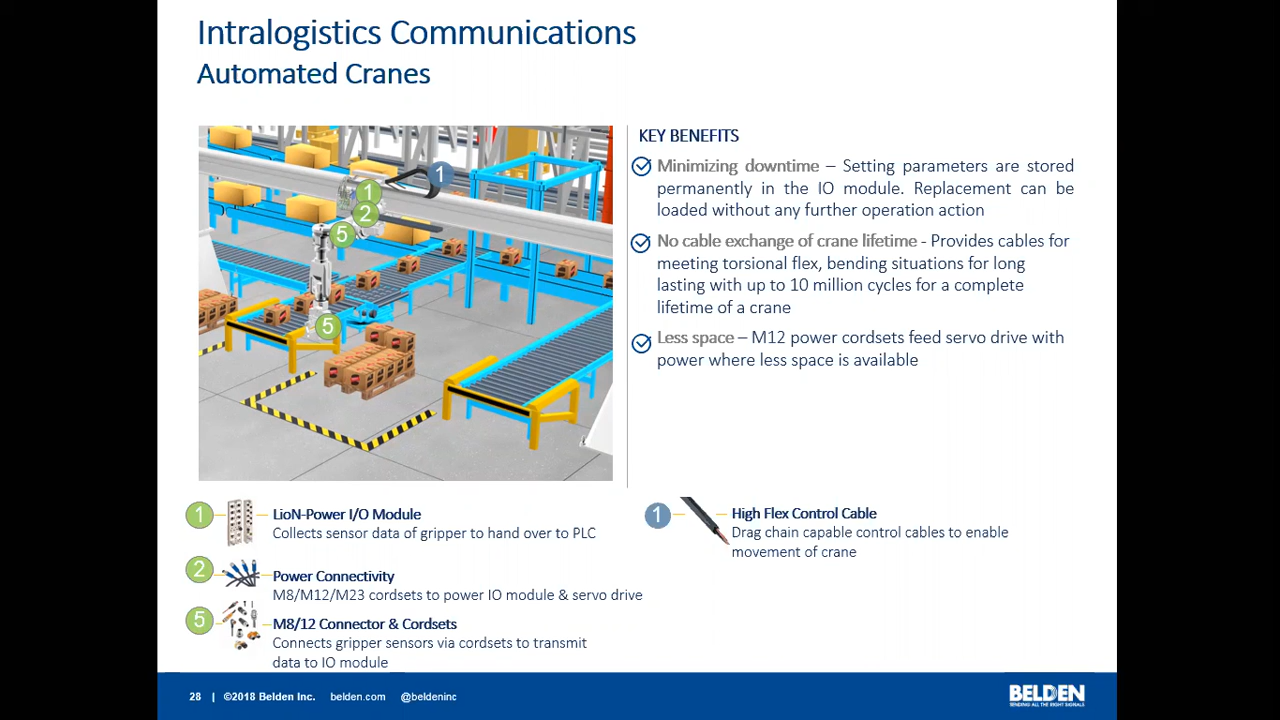 Intralogistics Communications
Automated Cranes
1
1
2
5
5
KEY BENEFITS
Minimizing downtime – Setting parameters are stored
permanently in the IO module. Replacement can be
loaded without any further operation action
No cable exchange of crane lifetime - Provides cables for
meeting torsional flex, bending situations for long
lasting with up to 10 million cycles for a complete
lifetime of a crane
Less space – M12 power cordsets feed servo drive with
power where less space is available
1
LioN-Power I/O Module
Collects sensor data of gripper to hand over to PLC
2
Power Connectivity
M8/M12/M23 cordsets to power IO module & servo drive
5
M8/12 Connector & Cordsets
Connects gripper sensors via cordsets to transmit
data to IO module
1
High Flex Control Cable
Drag chain capable control cables to enable
movement of crane
28 | ©2018 Belden Inc. belden.com @beldeninc
BELDEN
SENDING ALL THE RIGHT SIGNALS